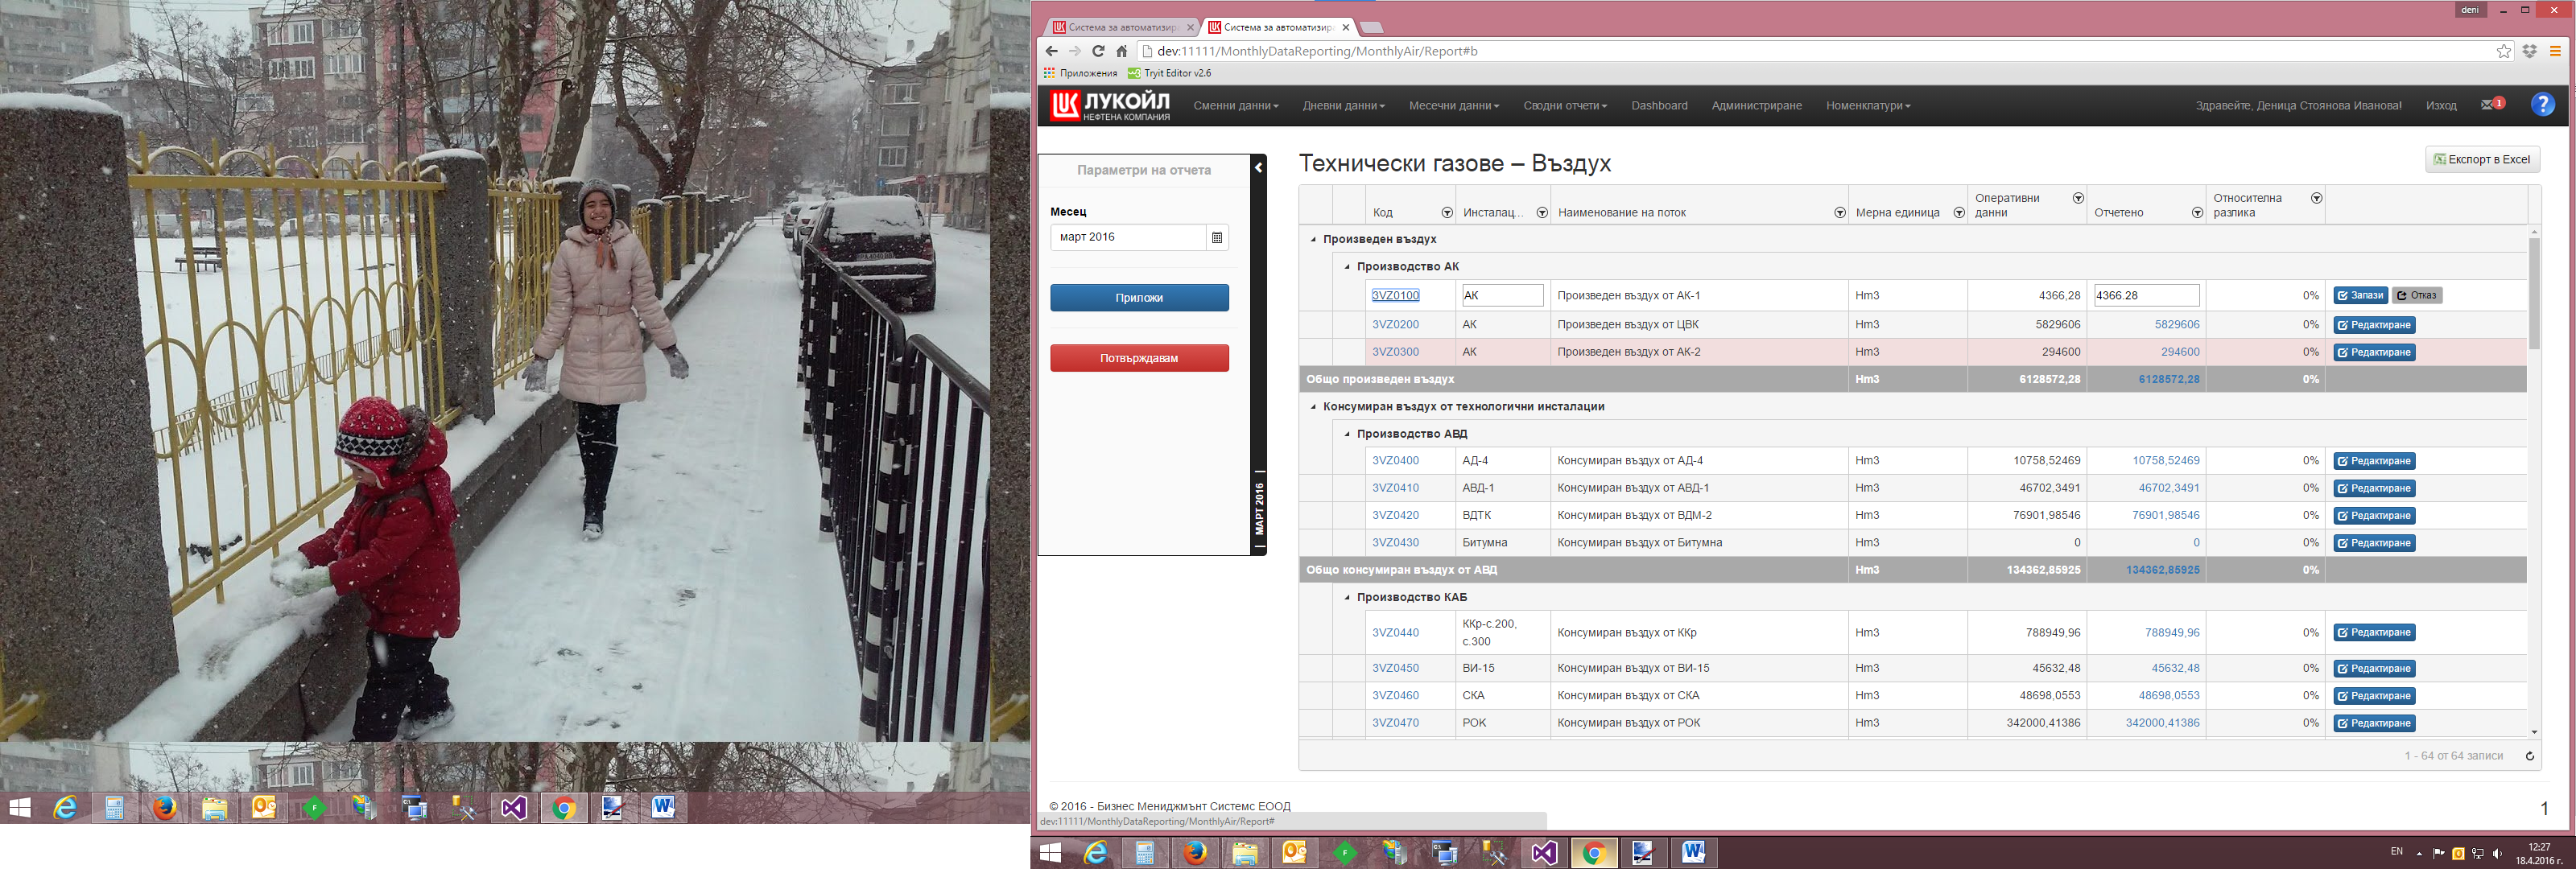 deni
Система за автоматизир
Система за автоматизир
dev:11111/MonthlyDataReporting/MonthlyAir/Report#b
Приложения Tryit Editor v2.6
ЛУКОЙЛ
НЕФТЕНА КОМПАНИЯ
Сменни данни Дневни данни Месечни данни Сводни отчети Dashboard Администриране Номенклатури Здравейте, Деница Стоянова Иванова! Изход 1 ?
Параметри на отчета
Месец
март 2016
Приложи
Потвърждавам
| МАРТ 2016 |
Технически газове – Въздух
Експорт в Excel
Код Инсталац... Наименование на поток Мерна единица Оперативни данни Отчетено Относителна разлика
Произведен въздух
Производство АК
3VZ0100 АК Произведен въздух от АК-1 Hm3 4366,28 4366.28 0% Запази Отказ
3VZ0200 АК Произведен въздух от ЦВК Hm3 5829606 5829606 0% Редактиране
3VZ0300 АК Произведен въздух от АК-2 Hm3 294600 294600 0% Редактиране
Общо произведен въздух Hm3 6128572,28 6128572,28 0%
Консумиран въздух от технологични инсталации
Производство АВД
3VZ0400 АД-4 Консумиран въздух от АД-4 Hm3 10758,52469 10758,52469 0% Редактиране
3VZ0410 АВД-1 Консумиран въздух от АВД-1 Hm3 46702,3491 46702,3491 0% Редактиране
3VZ0420 ВДТК Консумиран въздух от ВДМ-2 Hm3 76901,98546 76901,98546 0% Редактиране
3VZ0430 Битумна Консумиран въздух от Битумна Hm3 0 0 0% Редактиране
Общо консумиран въздух от АВД Hm3 134362,85925 134362,85925 0%
Производство КАБ
3VZ0440 ККр-с.200, с.300 Консумиран въздух от ККр Hm3 788949,96 788949,96 0% Редактиране
3VZ0450 ВИ-15 Консумиран въздух от ВИ-15 Hm3 45632,48 45632,48 0% Редактиране
3VZ0460 СКА Консумиран въздух от СКА Hm3 48698,0553 48698,0553 0% Редактиране
3VZ0470 РОК Консумиран въздух от РОК Hm3 342000,41386 342000,41386 0% Редактиране
1 - 64 от 64 записи
© 2016 - Бизнес Мениджмънт Системс ЕООД
1
dev:11111/MonthlyDataReporting/MonthlyAir/Report#
EN
12:27
18.4.2016 г.